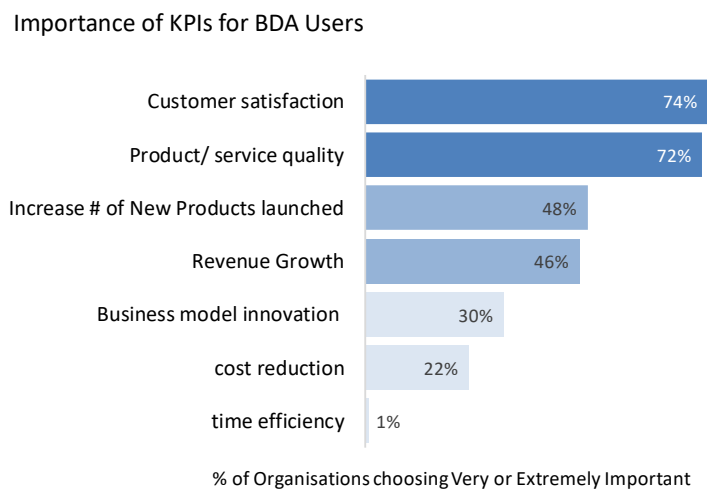 Importance of KPIs for BDA Users
Customer satisfaction 74%
Product/ service quality 72%
Increase # of New Products launched 48%
Revenue Growth 46%
Business model innovation 30%
cost reduction 22%
time efficiency 1%
% of Organisations choosing Very or Extremely Important